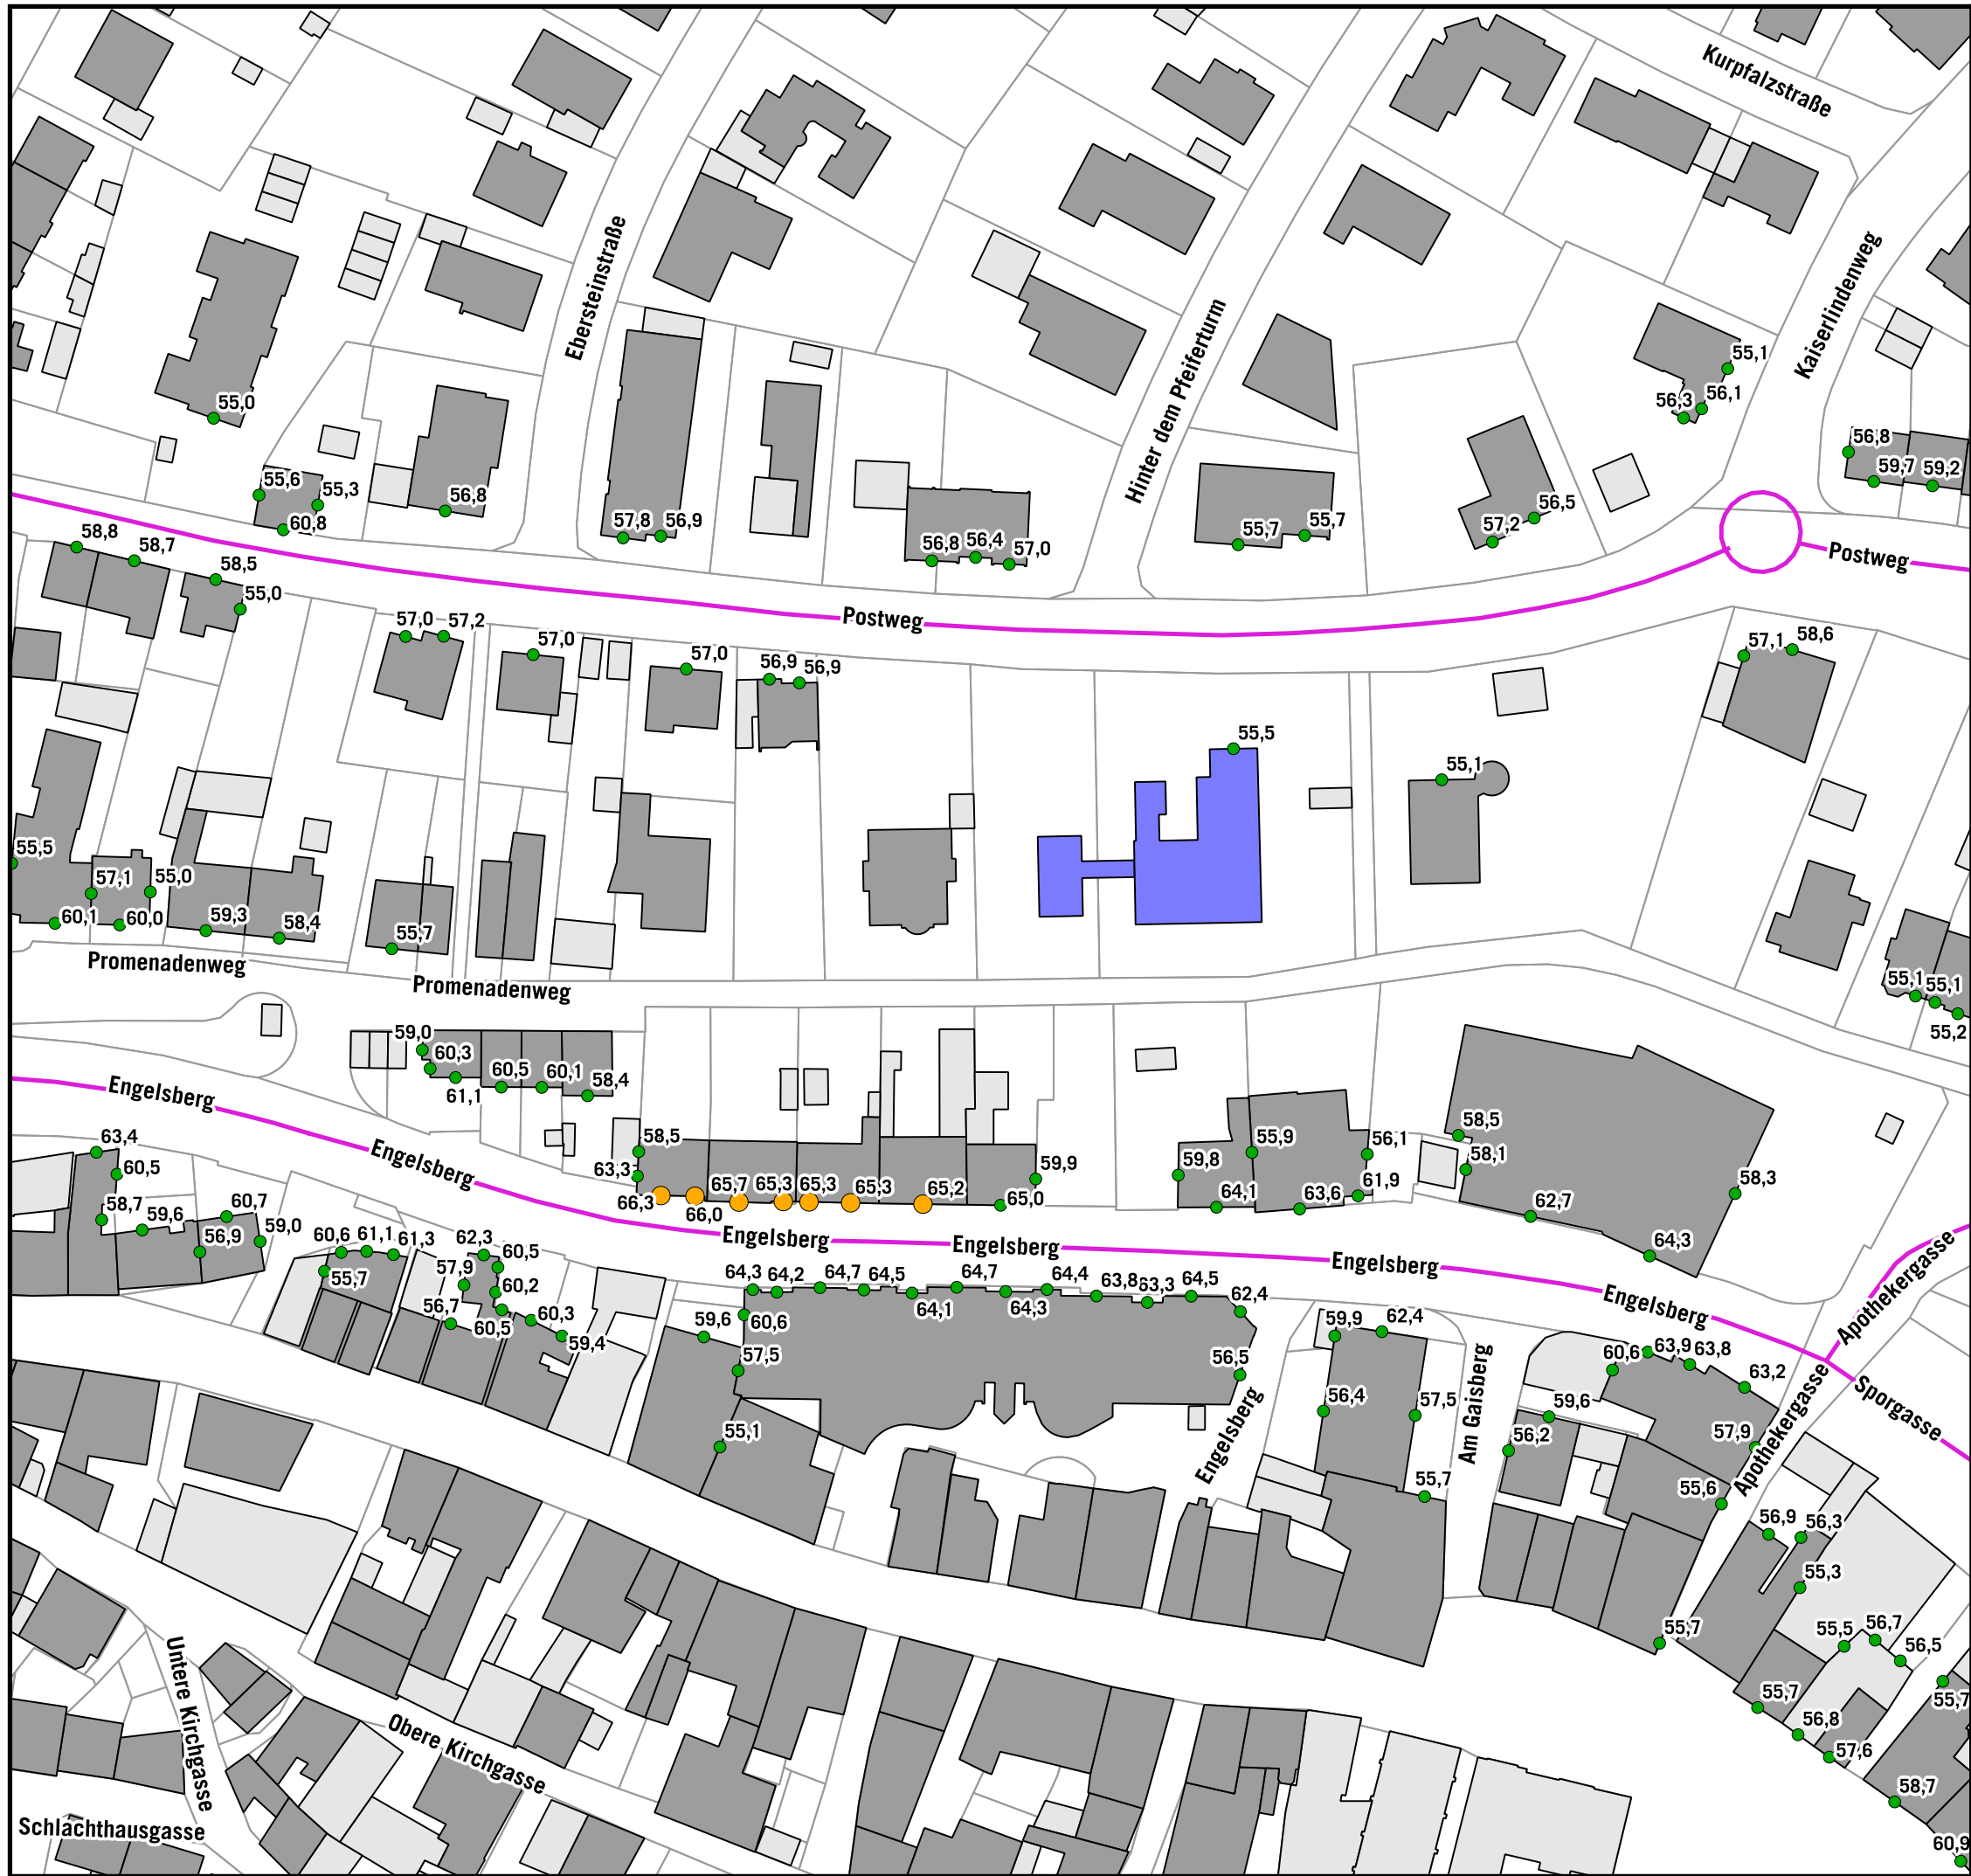 Kurpfalzstraße
Ebersteinstraße
Hinter dem Pfeiferturm
Kaiserlindenweg
55,1
56,3 56,1
55,0
56,8
59,7 59,2
55,6 55,3
60,8
56,8
57,8 56,9
56,8 56,4 57,0
55,7 55,7
57,2 56,5
58,8 58,7
58,5
55,0
Postweg
Postweg
57,0 57,2
57,0
57,0
56,9 56,9
57,1 58,6
55,5
55,1
55,5
57,1 55,0
60,1 60,0 59,3 58,4
55,7
Promenadenweg
Promenadenweg
55,1 55,1
55,2
59,0
60,3
61,1
60,5 60,1 58,4
Engelsberg
Engelsberg
58,5
63,3
66,3 66,0 65,7 65,3 65,3 65,3 65,2 65,0
59,9
59,8 55,9 56,1
64,1 63,6 61,9
58,5
58,1
62,7
58,3
64,3
63,4
60,5
58,7 59,6 60,7
56,9 59,0
60,6 61,1 61,3
55,7
62,3 60,5
57,9 60,2
56,7 60,5 60,3 59,4
Engelsberg
Engelsberg
Engelsberg
Engelsberg
Apothekergasse
64,3 64,2 64,7 64,5 64,1 64,7 64,3 64,4 63,8 63,3 64,5 62,4
59,6 60,6
57,5
56,5
55,1
Engelsberg
59,9 62,4
56,4 57,5
55,7
Am Gaisberg
60,6 63,9 63,8 63,2
59,6
56,2
57,9
55,6
Apothekergasse
Sporgasse
56,9 56,3
55,3
55,7
55,5 56,7 56,5
55,7
55,7
56,8
57,6
58,7
60,9
Untere Kirchgasse
Obere Kirchgasse
Schlachthausgasse